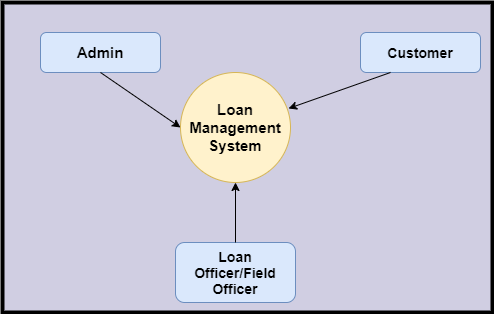 Admin
Customer
Loan
Management
System
Loan
Officer/Field
Officer